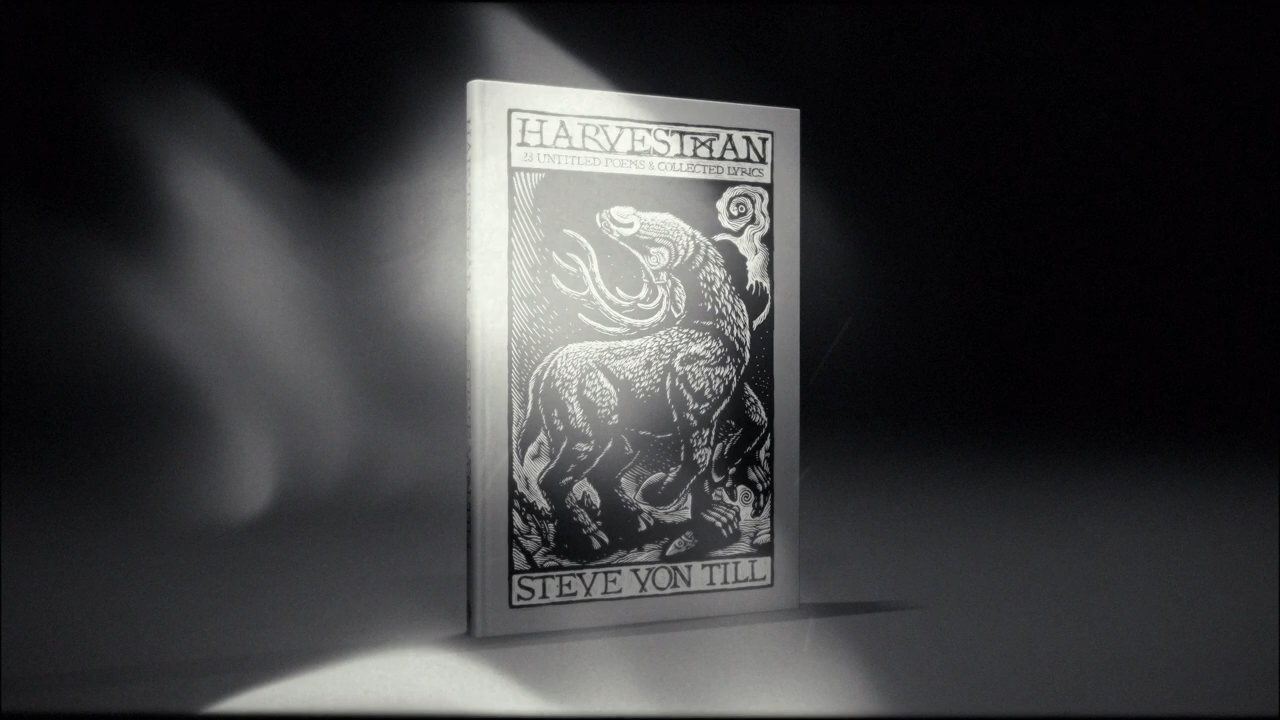 HARVESTMAN
23 UNTITLED POEMS & COLLECTED LYRICS
STEVE VON TILL